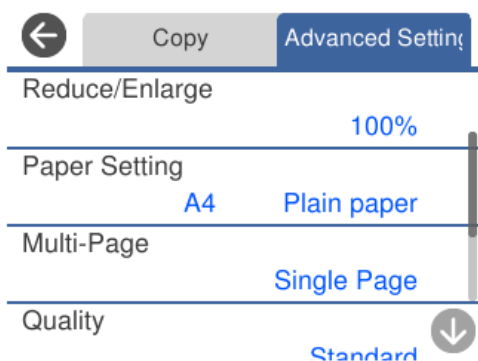 Copy Advanced Setting
Reduce/Enlarge
100%
Paper Setting
A4 Plain paper
Multi-Page
Single Page
Quality
Standard